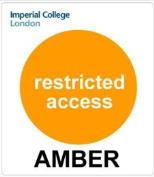 Imperial College
London
restricted
access
AMBER